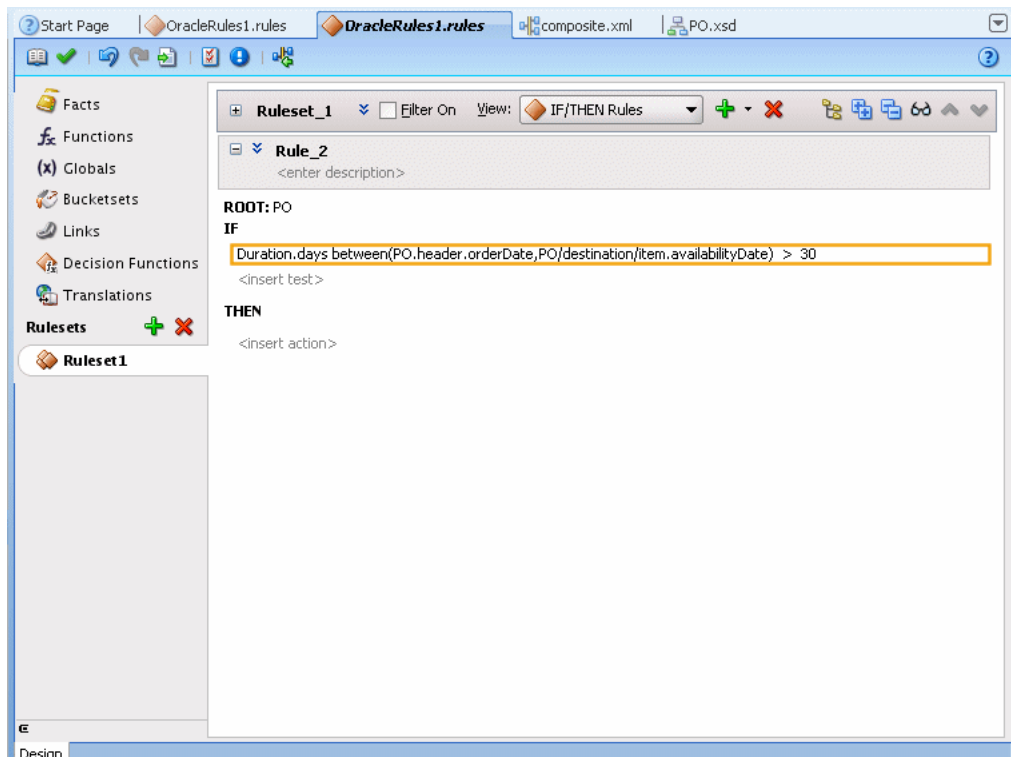 Start Page OracleRules1.rules OracleRules1.rules composite.xml PO.xsd
Facts
Functions
Globals
Bucketsets
Links
Decision Functions
Translations
Rulesets
Ruleset1
Ruleset_1 Filter On View: IF/THEN Rules
Rule_2
<enter description>
ROOT: PO
IF
Duration.days between(PO.header.orderDate,PO/destination/item.availabilityDate) > 30
<insert test>
THEN
<insert action>
Design